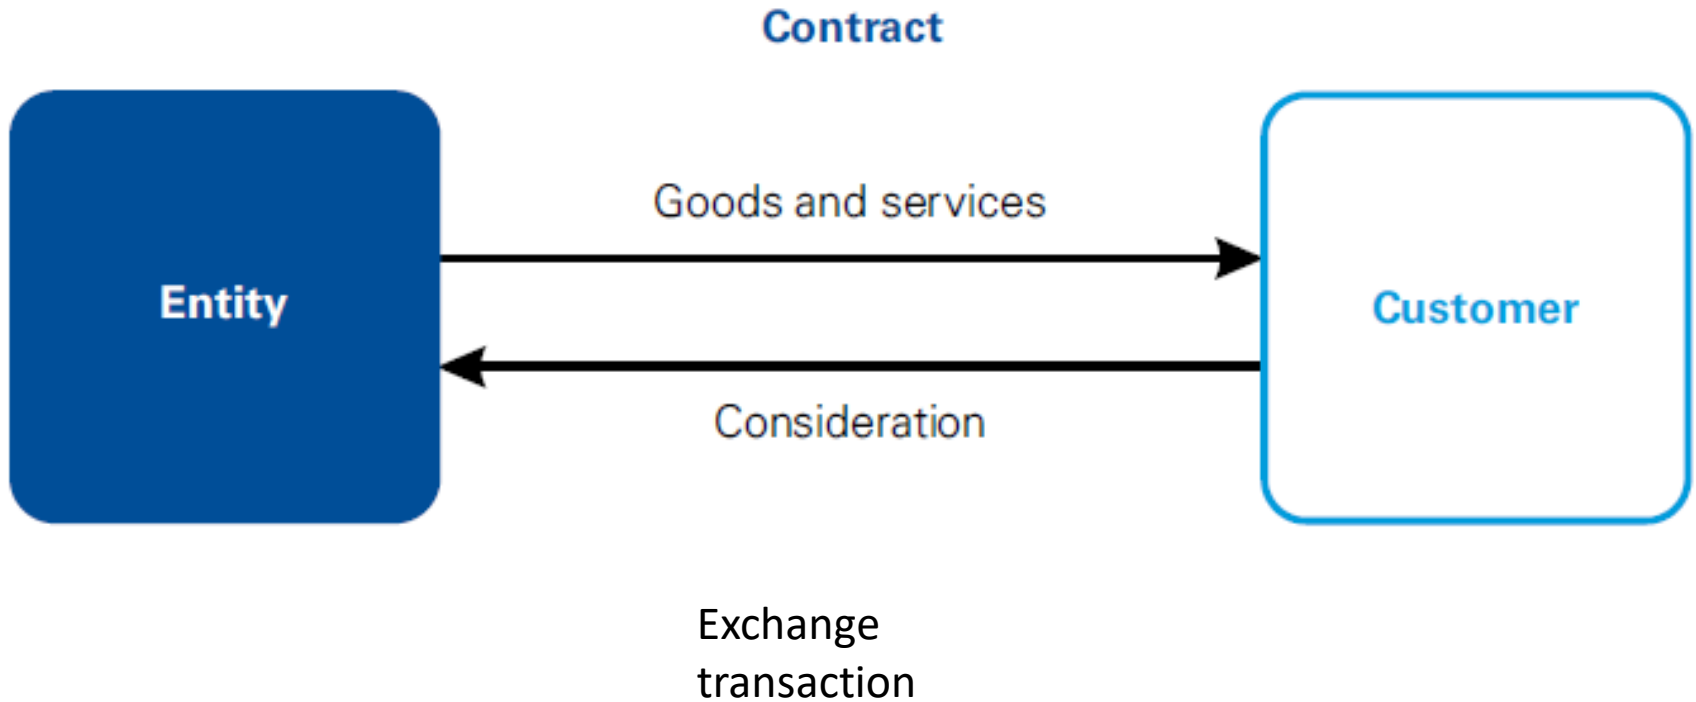 Contract
Goods and services
Entity
Customer
Consideration
Exchange
transaction